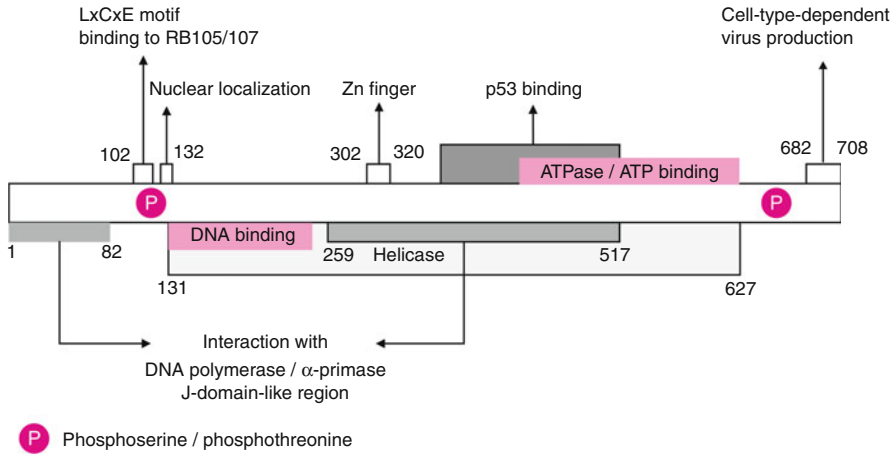 LxCxE motif
binding to RB105/107
Cell-type-dependent
virus production
Nuclear localization
Zn finger
p53 binding
102
132
302
320
682
708
ATPase / ATP binding
P
P
DNA binding
1
82
259
Helicase
517
131
627
Interaction with
DNA polymerase / α-primase
J-domain-like region
P Phosphoserine / phosphothreonine